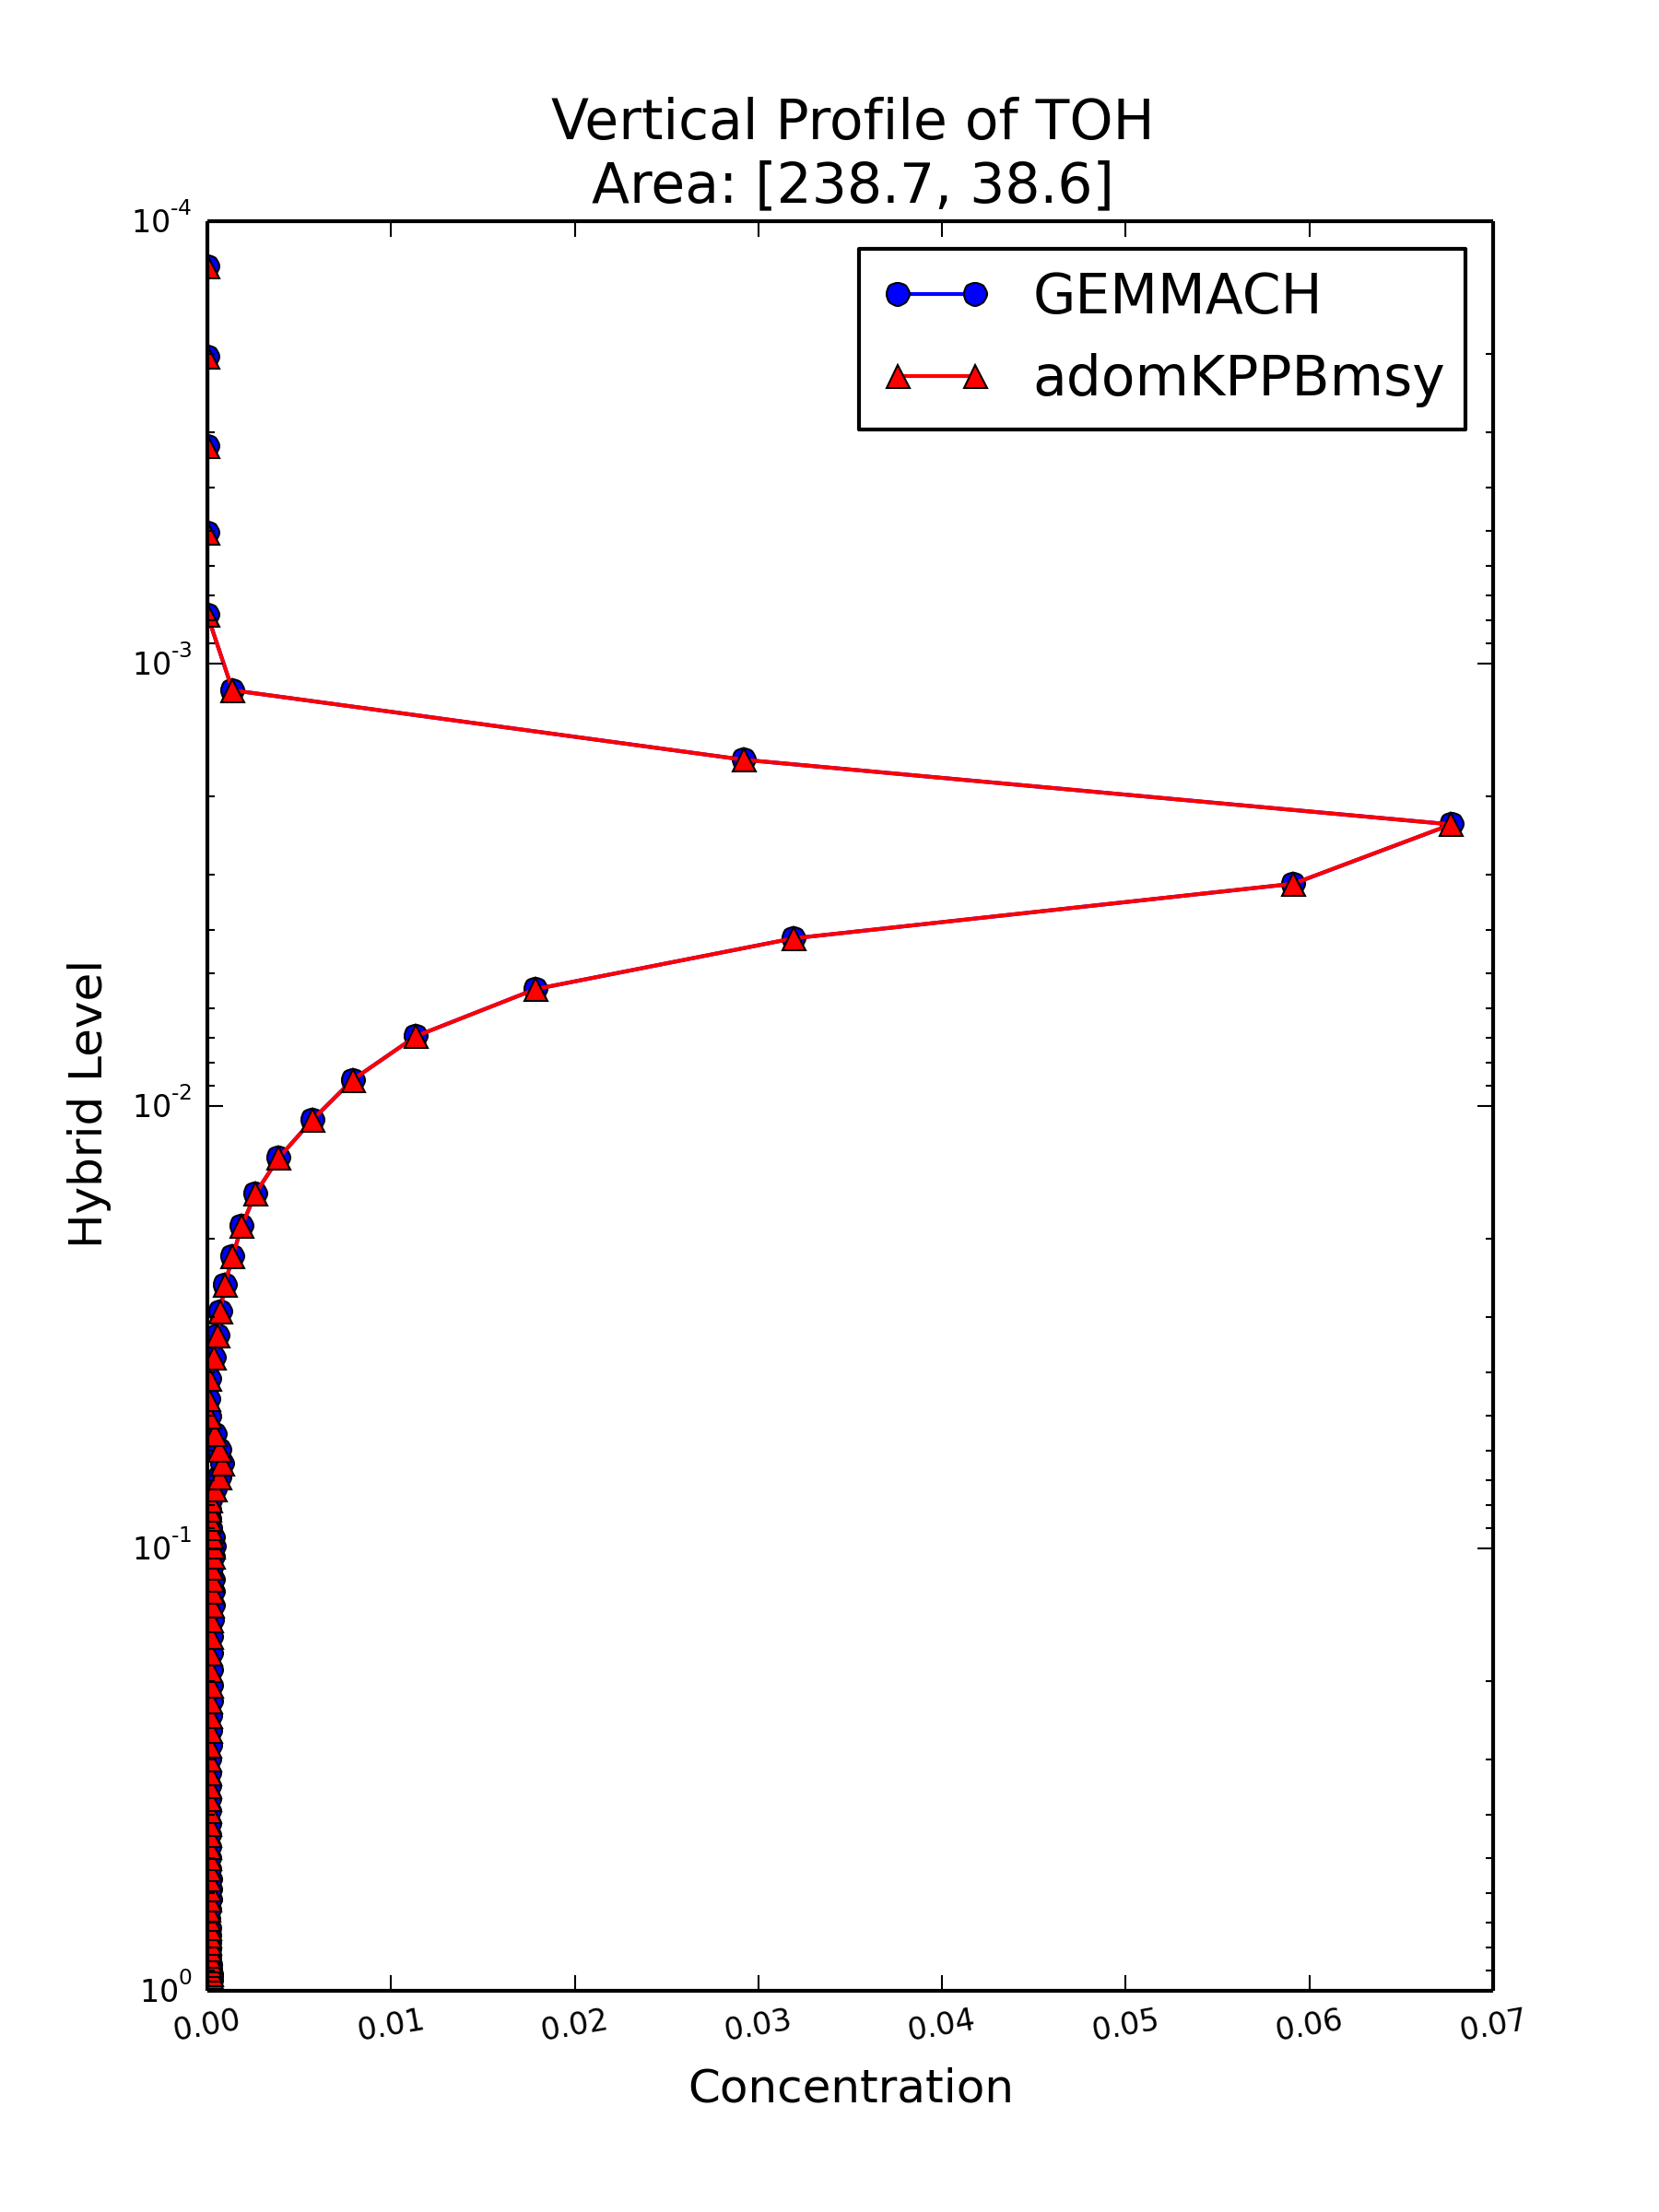 Vertical Profile of TOH
Area: [238.7, 38.6]
10^-4
GEMMACH
adomKPPBmsy
10^-3
Hybrid Level
10^-2
10^-1
10^0
0.00 0.01 0.02 0.03 0.04 0.05 0.06 0.07
Concentration